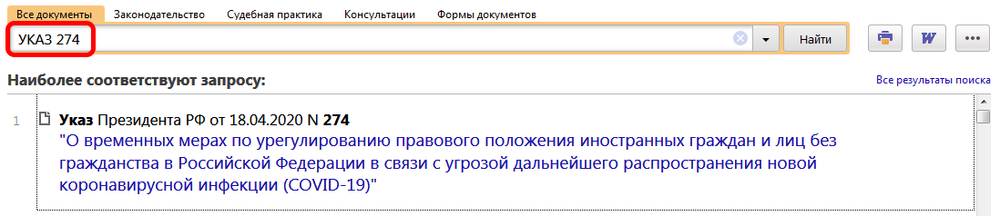 Все документы Законодательство Судебная практика Консультации Формы документов
УКАЗ 274 Найти W
Наиболее соответствуют запросу: Все результаты поиска
1 Указ Президента РФ от 18.04.2020 N 274
"О временных мерах по урегулированию правового положения иностранных граждан и лиц без
гражданства в Российской Федерации в связи с угрозой дальнейшего распространения новой
коронавирусной инфекции (COVID-19)"